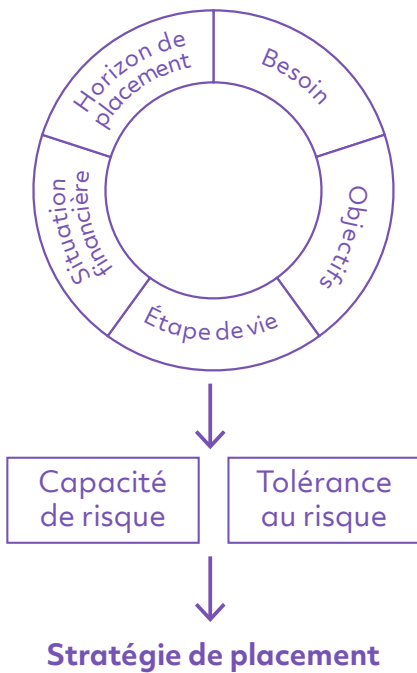 Horizon de
placement
Besoin
Objectifs
Étape de vie
Situation
financière
Capacité
de risque
Tolérance
au risque
Stratégie de placement